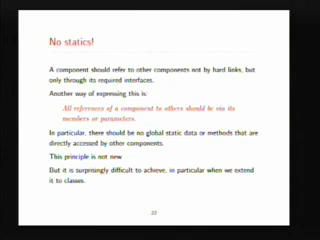 No statics!
A component should refer to other components not by hard links, but
only through its required interfaces.
Another way of expressing this is:
All references of a component to others should be via its
members or parameters.
In particular, there should be no global static data or methods that are
directly accessed by other components.
This principle is not new
But it is surprisingly difficult to achieve, in particular when we extend
it to classes.
22